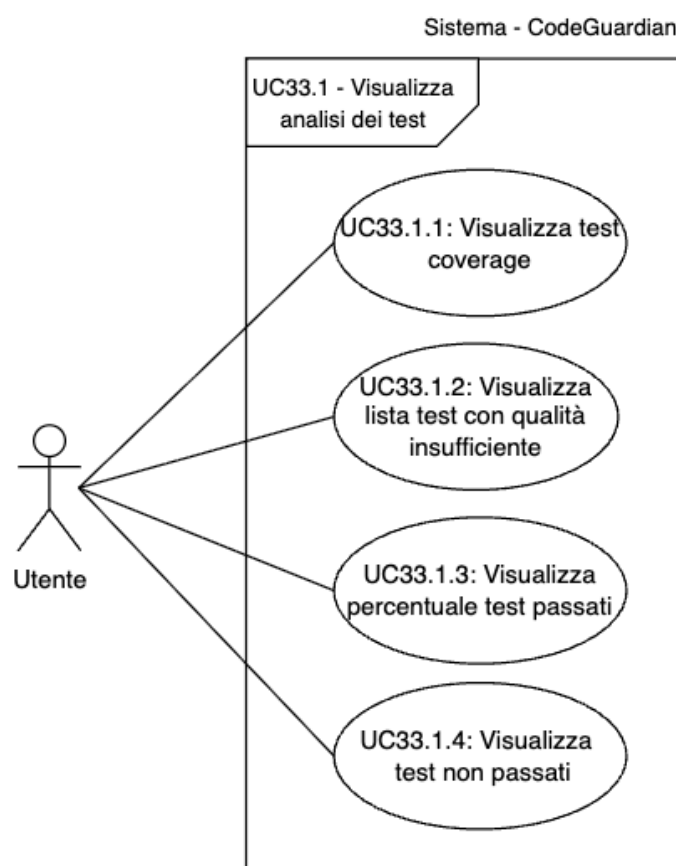 Sistema - CodeGuardian
UC33.1 - Visualizza
analisi dei test
UC33.1.1: Visualizza test
coverage
UC33.1.2: Visualizza
lista test con qualità
insufficiente
Utente
UC33.1.3: Visualizza
percentuale test passati
UC33.1.4: Visualizza
test non passati